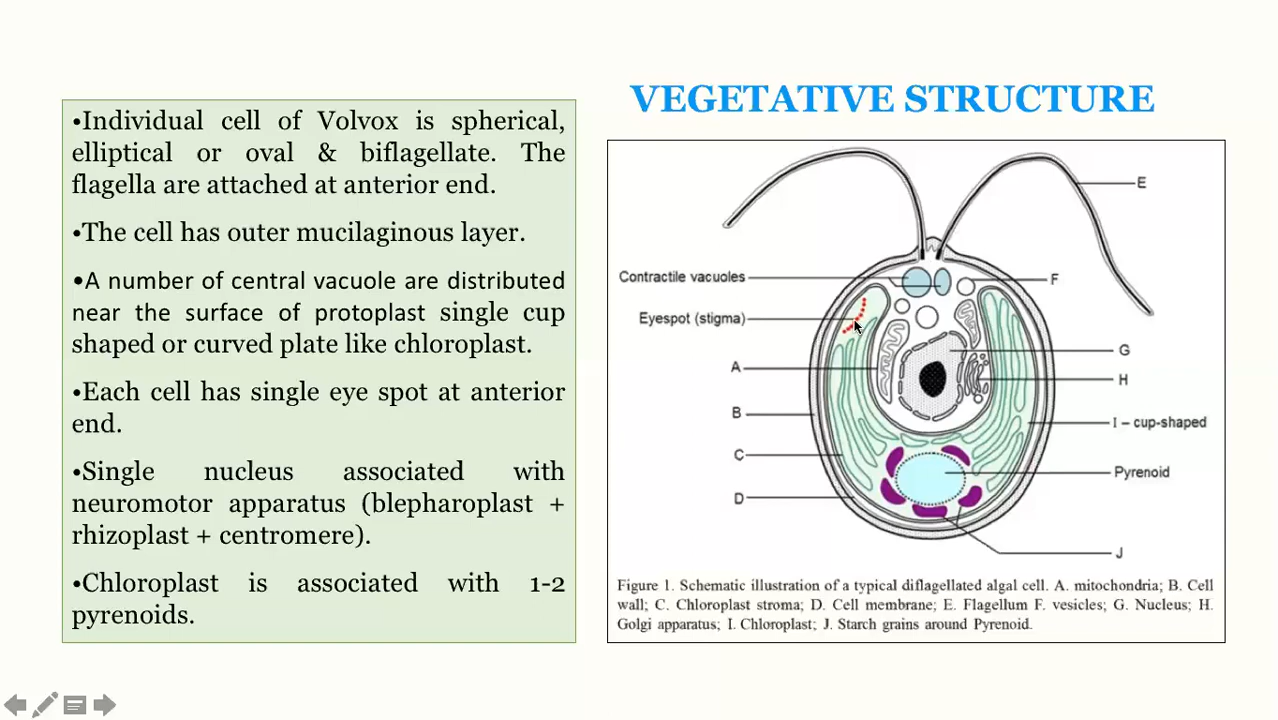 VEGETATIVE STRUCTURE
•Individual cell of Volvox is spherical,
elliptical or oval & biflagellate. The
flagella are attached at anterior end.
•The cell has outer mucilaginous layer.
•A number of central vacuole are distributed
near the surface of protoplast single cup
shaped or curved plate like chloroplast.
•Each cell has single eye spot at anterior
end.
•Single nucleus associated with
neuromotor apparatus (blepharoplast +
rhizoplast + centromere).
•Chloroplast is associated with 1-2
pyrenoids.
E
Contractile vacuoles
F
Eyespot (stigma)
G
A
H
B
I – cup-shaped
C
Pyrenoid
D
J
Figure 1. Schematic illustration of a typical diflagellated algal cell. A. mitochondria; B. Cell
wall; C. Chloroplast stroma; D. Cell membrane; E. Flagellum F. vesicles; G. Nucleus; H.
Golgi apparatus; I. Chloroplast; J. Starch grains around Pyrenoid.